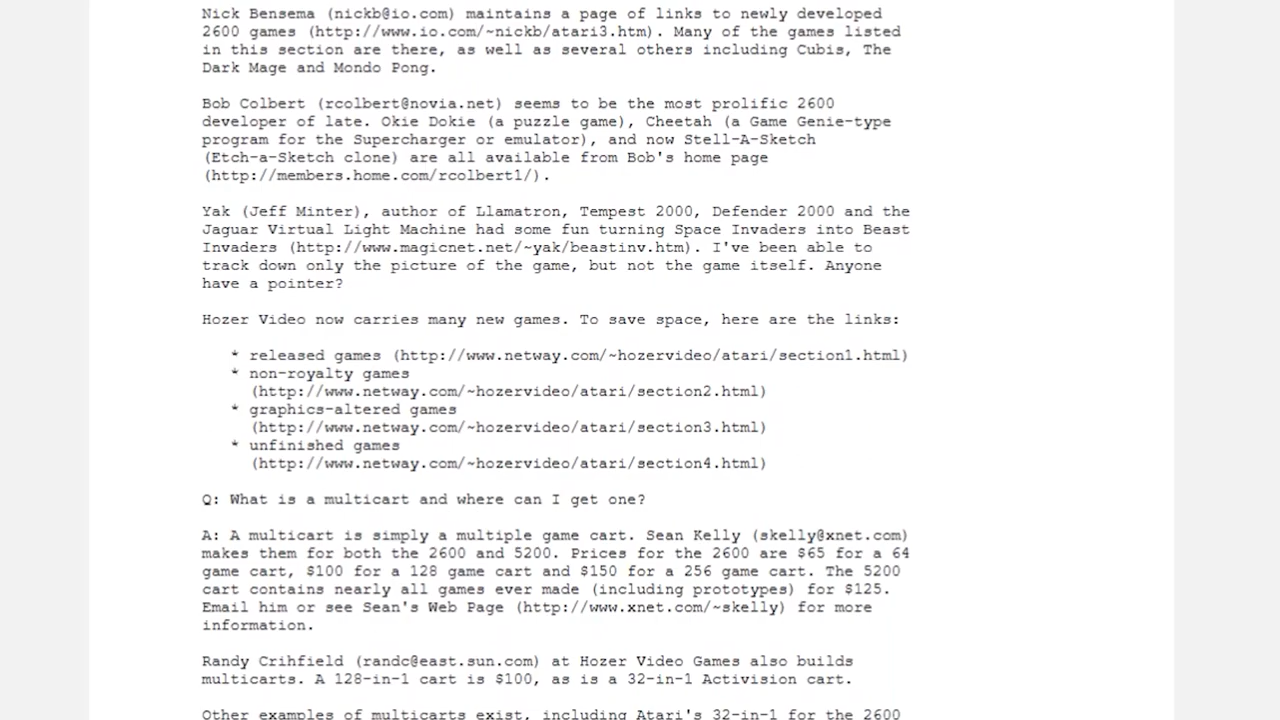 Nick Bensema (nickb@io.com) maintains a page of links to newly developed
2600 games (http://www.io.com/~nickb/atari3.htm). Many of the games listed
in this section are there, as well as several others including Cubis, The
Dark Mage and Mondo Pong.
Bob Colbert (rcolbert@novia.net) seems to be the most prolific 2600
developer of late. Okie Dokie (a puzzle game), Cheetah (a Game Genie-type
program for the Supercharger or emulator), and now Stell-A-Sketch
(Etch-a-Sketch clone) are all available from Bob's home page
(http://members.home.com/rcolbert1/).
Yak (Jeff Minter), author of Llamatron, Tempest 2000, Defender 2000 and the
Jaguar Virtual Light Machine had some fun turning Space Invaders into Beast
Invaders (http://www.magicnet.net/~yak/beastinv.htm). I've been able to
track down only the picture of the game, but not the game itself. Anyone
have a pointer?
Hozer Video now carries many new games. To save space, here are the links:
* released games (http://www.netway.com/~hozervideo/atari/section1.html)
* non-royalty games
(http://www.netway.com/~hozervideo/atari/section2.html)
* graphics-altered games
(http://www.netway.com/~hozervideo/atari/section3.html)
* unfinished games
(http://www.netway.com/~hozervideo/atari/section4.html)
Q: What is a multicart and where can I get one?
A: A multicart is simply a multiple game cart. Sean Kelly (skelly@xnet.com)
makes them for both the 2600 and 5200. Prices for the 2600 are $65 for a 64
game cart, $100 for a 128 game cart and $150 for a 256 game cart. The 5200
cart contains nearly all games ever made (including prototypes) for $125.
Email him or see Sean's Web Page (http://www.xnet.com/~skelly) for more
information.
Randy Crihfield (randc@east.sun.com) at Hozer Video Games also builds
multicarts. A 128-in-1 cart is $100, as is a 32-in-1 Activision cart.
Other examples of multicarts exist, including Atari's 32-in-1 for the 2600